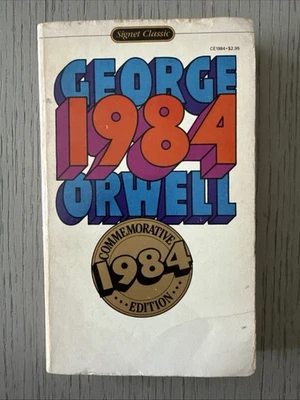 Signet Classic
CE1984 • $2.95
GEORGE
1984
ORWELL
COMMEMORATIVE
1984
• • • EDITION • • •